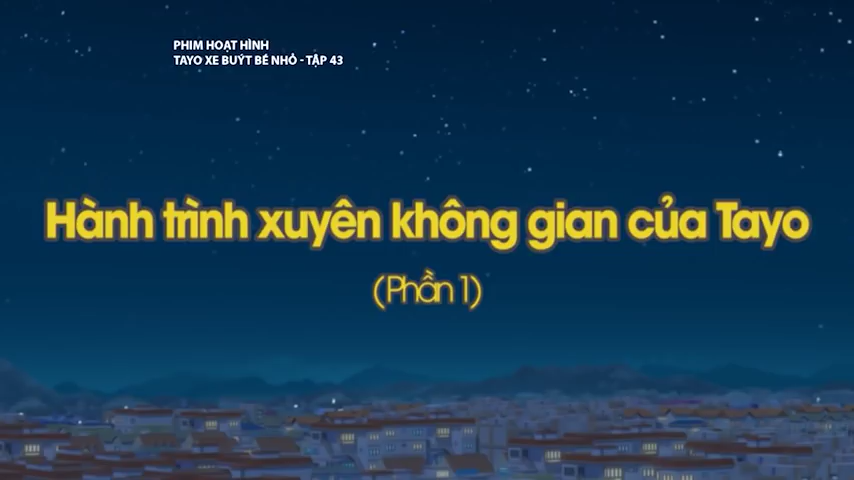 PHIM HOẠT HÌNH
TAYO XE BUÝT BÉ NHỎ - TẬP 43
Hành trình xuyên không gian của Tayo
(Phần 1)